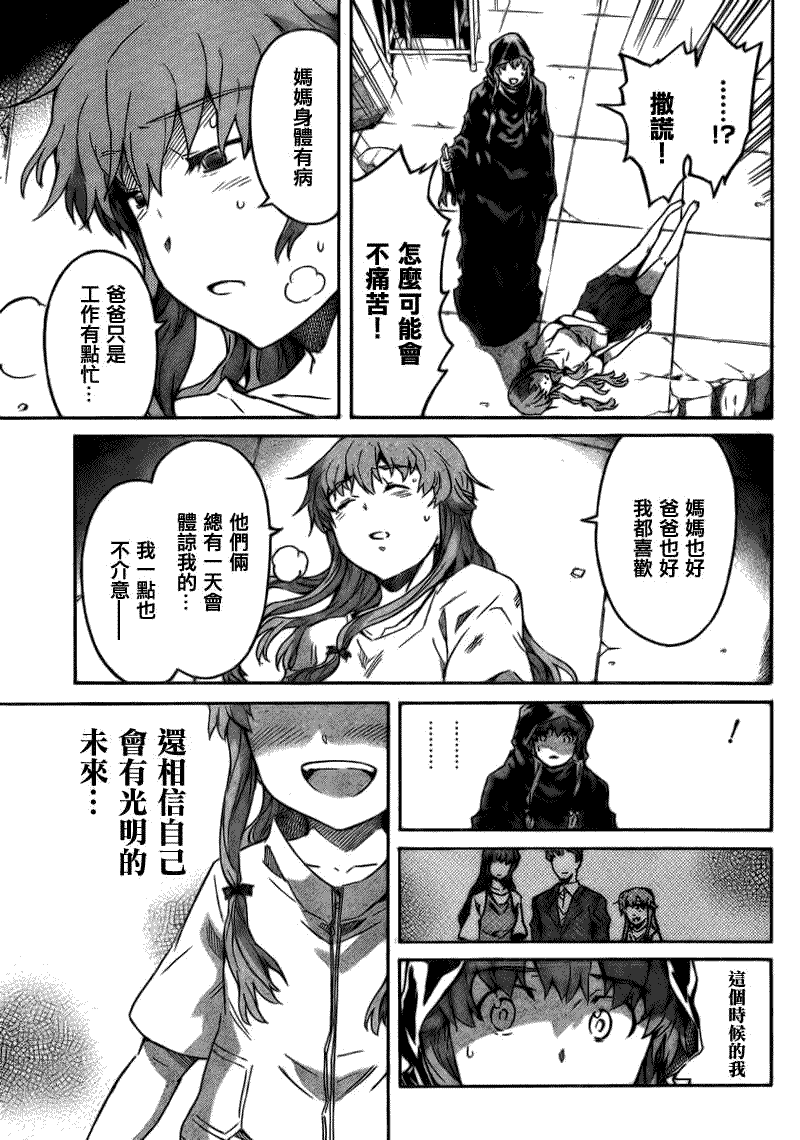 ……!?
撒謊！
怎麼可能會
不痛苦！
媽媽身體有病
爸爸只是
工作有點忙…
媽媽也好
爸爸也好
我都喜歡
他們倆
總有一天會
體諒我的…
我一點也
不介意──
！
…………
這個時候的我
還相信自己
會有光明的
未來…